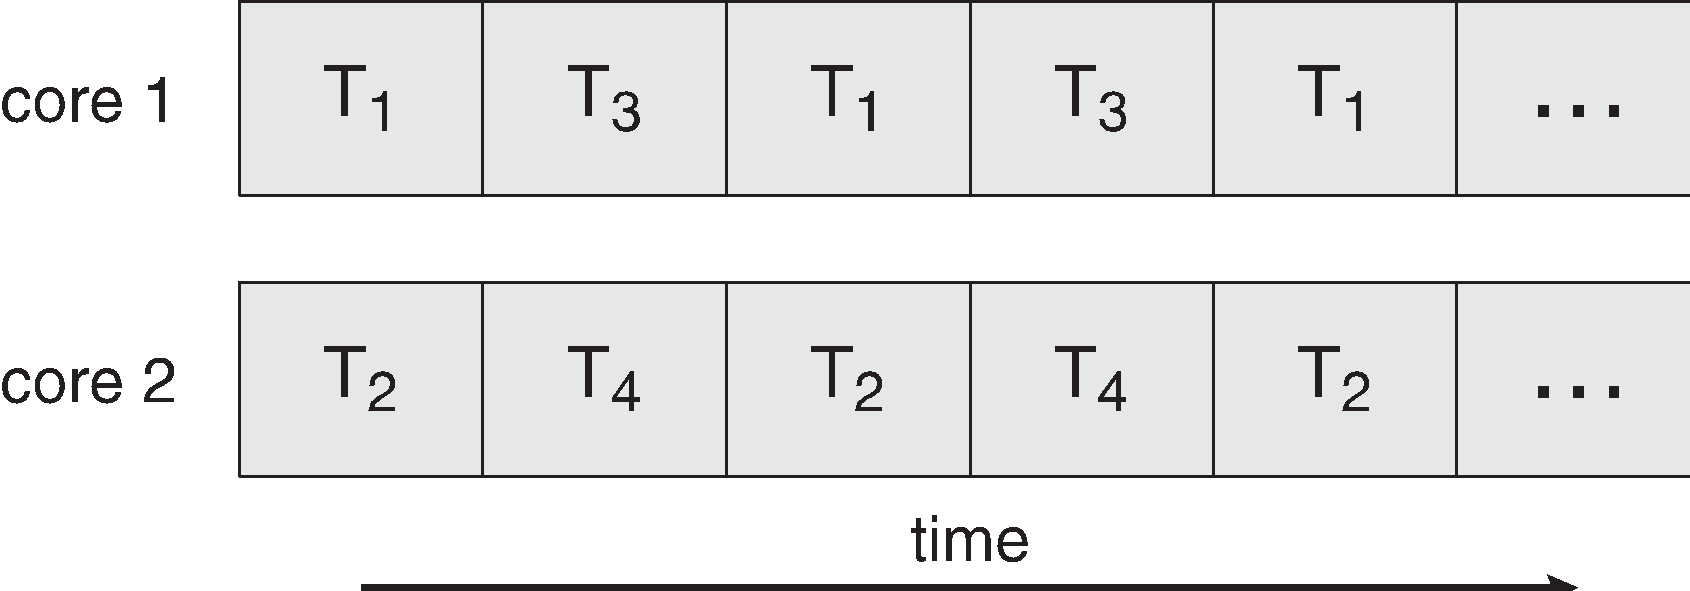 core 1 T₁ T₃ T₁ T₃ T₁ ...
core 2 T₂ T₄ T₂ T₄ T₂ ...
time